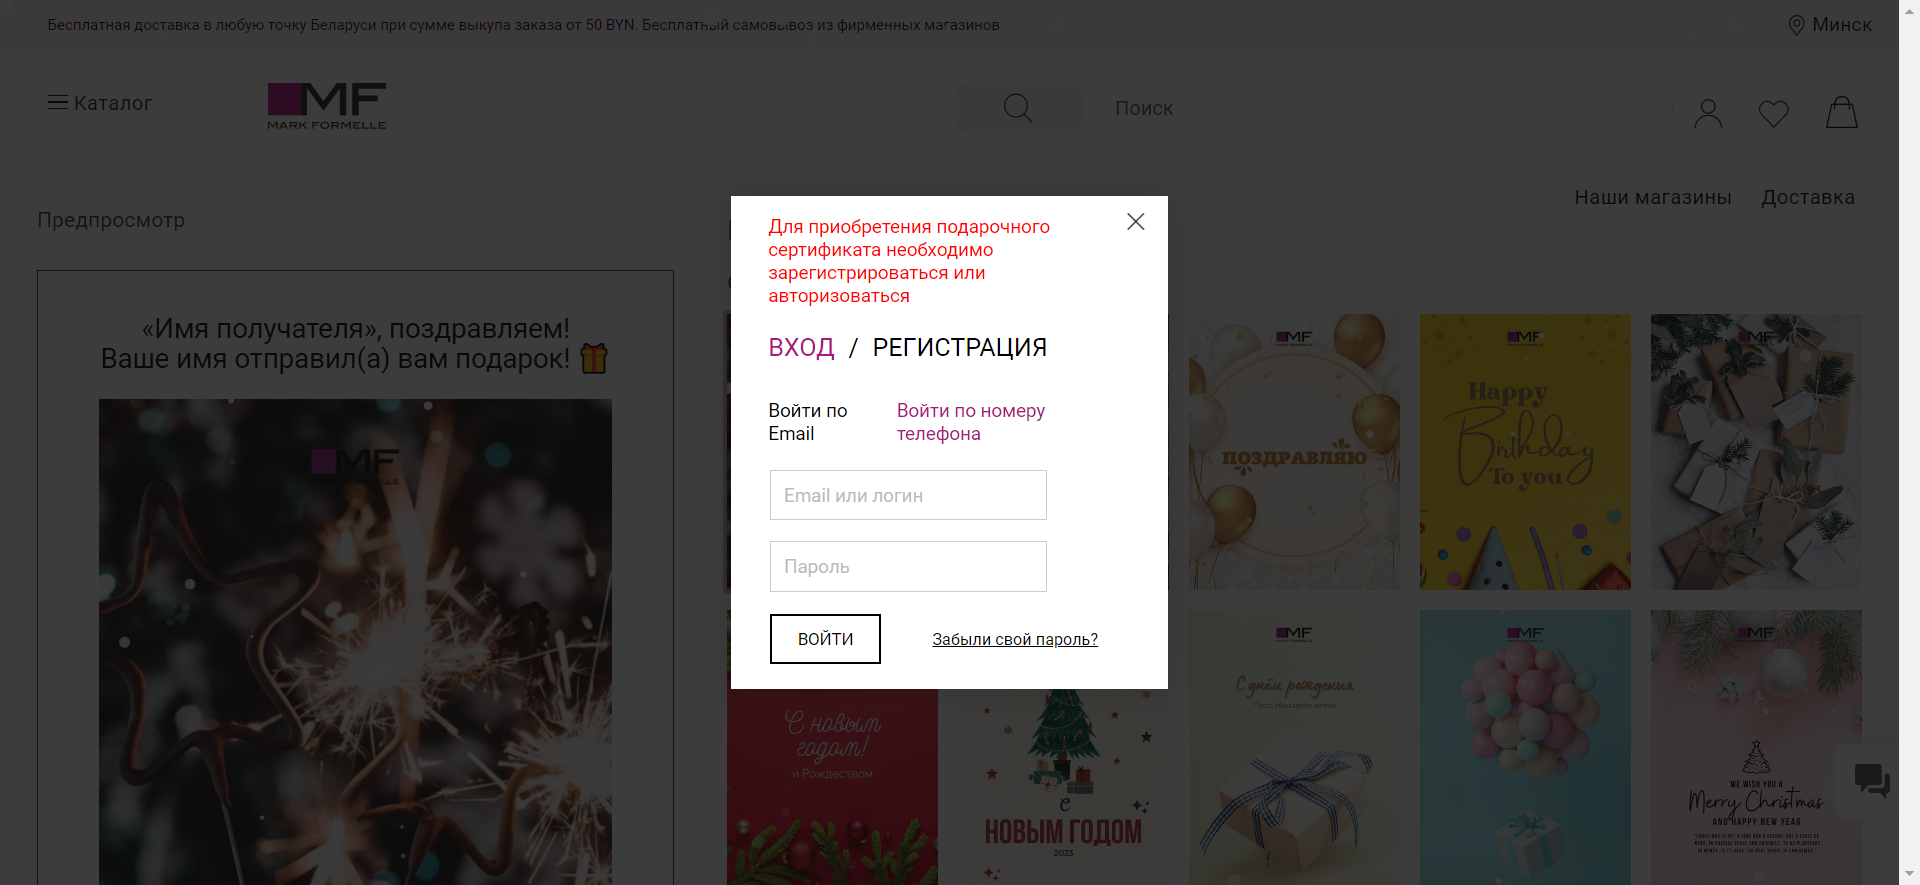 Бесплатная доставка в любую точку Беларуси при сумме выкупа заказа от 50 BYN. Бесплатный самовывоз из фирменных магазинов
Минск
Каталог
MF
MARK FORMELLE
Поиск
Наши магазины
Доставка
Предпросмотр
«Имя получателя», поздравляем!
Ваше имя отправил(а) вам подарок!
MF
Для приобретения подарочного
сертификата необходимо
зарегистрироваться или
авторизоваться
ВХОД / РЕГИСТРАЦИЯ
Войти по
Email
Войти по номеру
телефона
Email или логин
Пароль
ВОЙТИ
Забыли свой пароль?
MF
ПОЗДРАВЛЯЮ
MF
Happy
Birthday
To you
MF
С новым
годом!
и Рождеством
С
НОВЫМ ГОДОМ
2023
MF
С днём рождения
Пусть сбываются мечты
MF
MF
WE WISH YOU A
Merry Christmas
AND HAPPY NEW YEAR